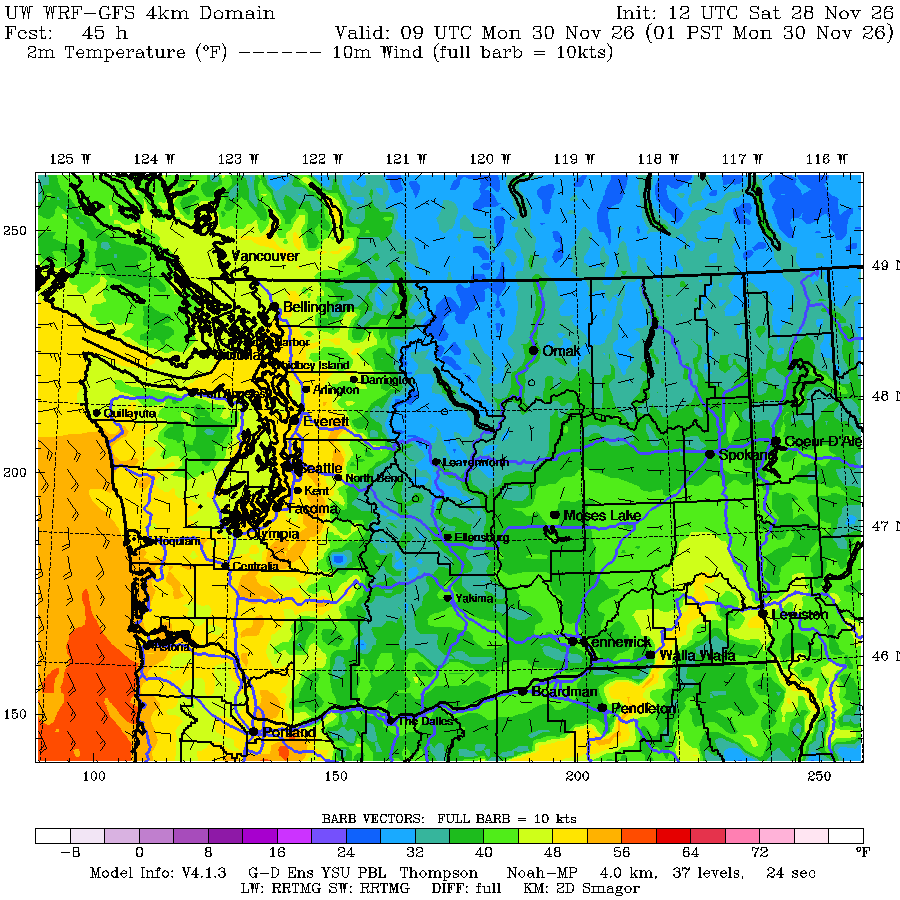 UW WRF-GFS 4km Domain Init: 12 UTC Sat 28 Nov 26
Fcst: 45 h Valid: 09 UTC Mon 30 Nov 26 (01 PST Mon 30 Nov 26)
2m Temperature (°F) ------ 10m Wind (full barb = 10kts)
125 W 124 W 123 W 122 W 121 W 120 W 119 W 118 W 117 W 116 W
250
Vancouver
49 N
Bellingham
Harbor
Omak
Island
Darrington
Arlington
48 N
Quillayute
Everett
Coeur D'Ale
Spokane
Leavenworth
200
Seattle
North Bend
Kent
Tacoma
Moses Lake
47 N
Olympia
Hoquiam
Ellensburg
Centralia
Yakima
Lewiston
Astoria
Kennewick
Walla Walla
46 N
Boardman
Pendleton
150
The Dalles
Portland
100 150 200 250
BARB VECTORS: FULL BARB = 10 kts
-8 0 8 16 24 32 40 48 56 64 72 °F
Model Info: V4.1.3 G-D Ens YSU PBL Thompson Noah-MP 4.0 km, 37 levels, 24 sec
LW: RRTMG SW: RRTMG DIFF: full KM: 2D Smagor